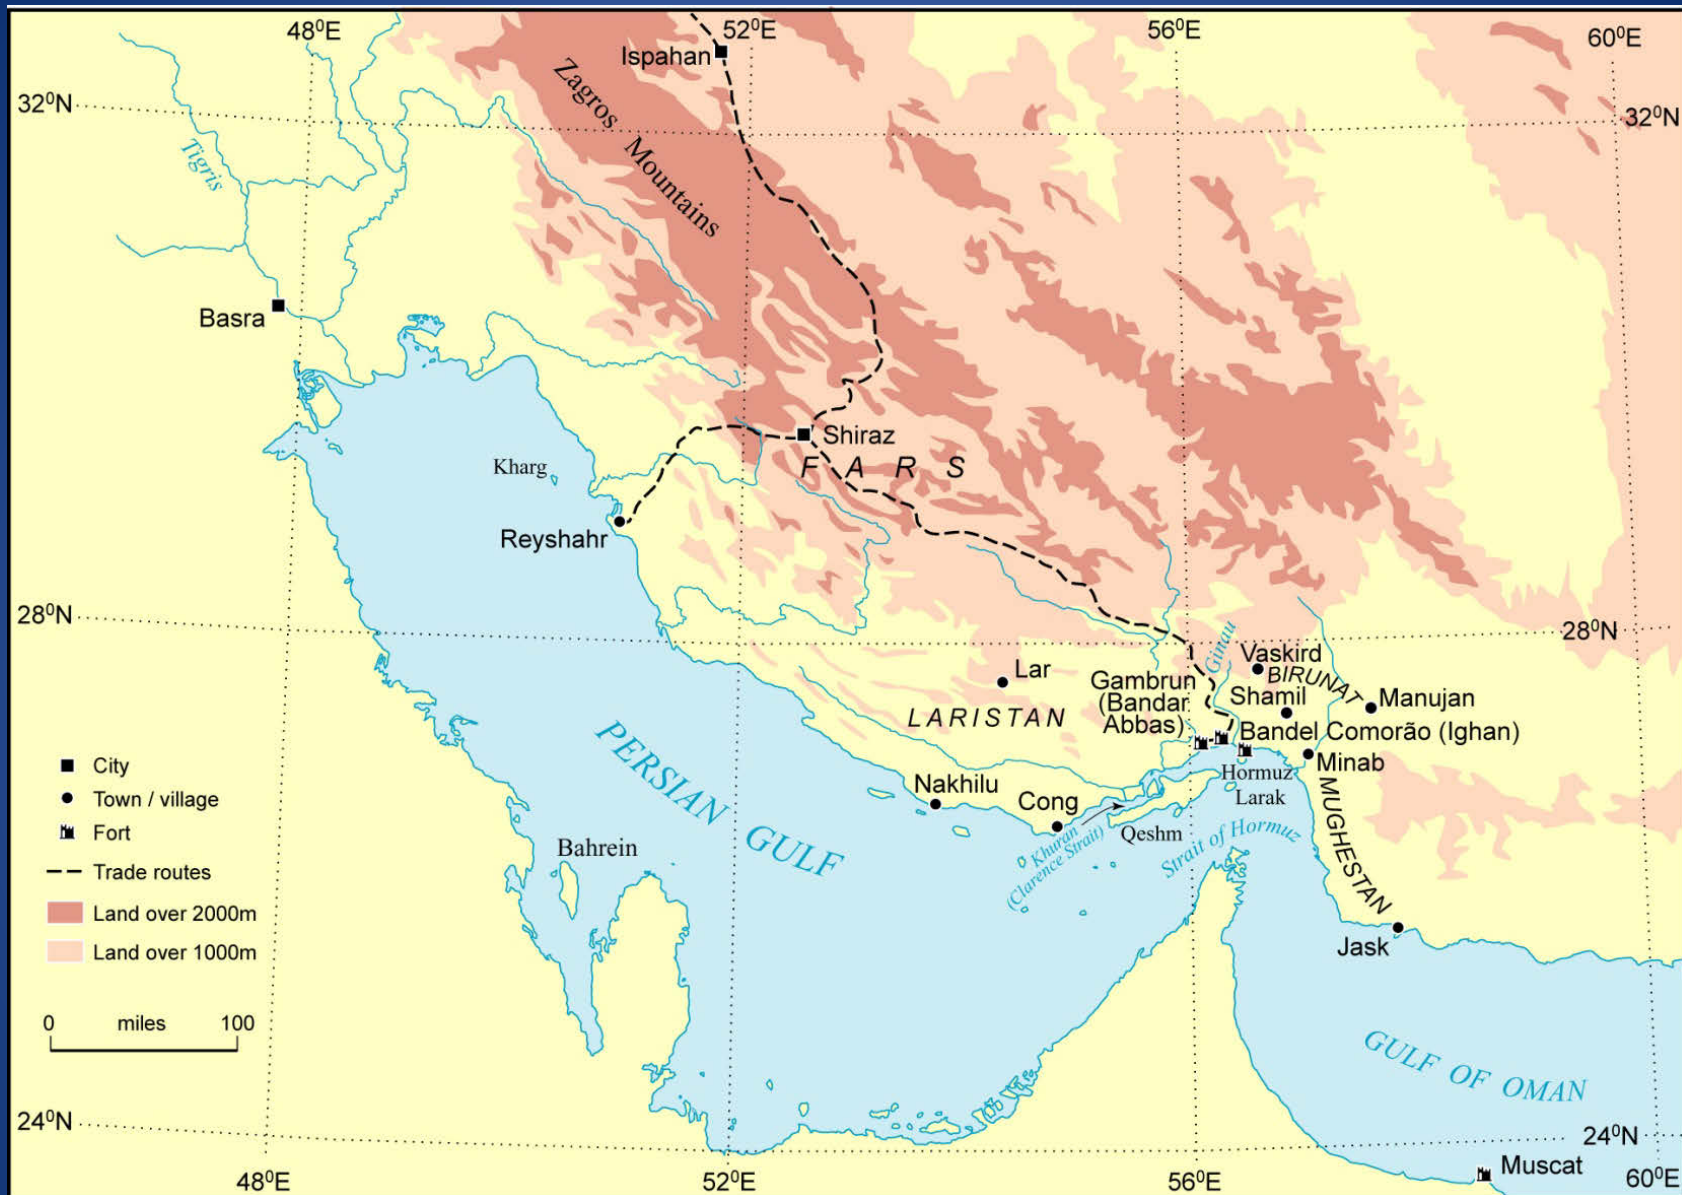 48⁰E
52⁰E
56⁰E
60⁰E
Ispahan
Zagros Mountains
32⁰N
32⁰N
Tigris
Basra
Shiraz
FARS
Kharg
Reyshahr
28⁰N
28⁰N
Ginau
Vaskird
BIRUNAT
Lar
Gambrun
(Bandar
Abbas)
Shamil
Manujan
LARISTAN
Bandel Comorão (Ighan)
Minab
Hormuz
Larak
PERSIAN GULF
Nakhilu
Cong
Khuran
(Clarence Strait)
Qeshm
Strait of Hormuz
MUGHESTAN
Bahrein
Jask
City
Town / village
Fort
Trade routes
Land over 2000m
Land over 1000m
0 miles 100
GULF OF OMAN
24⁰N
24⁰N
Muscat
48⁰E
52⁰E
56⁰E
60⁰E